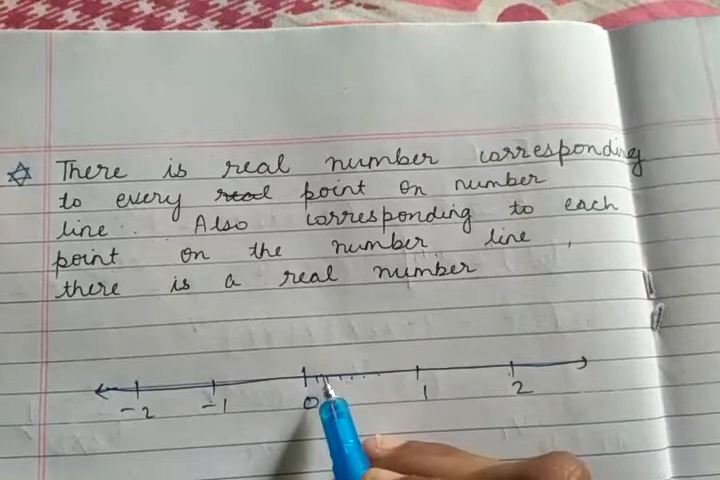 There is real number corresponding
to every real point on number
line. Also corresponding to each
point on the number line,
there is a real number
-2 -1 0 1 2